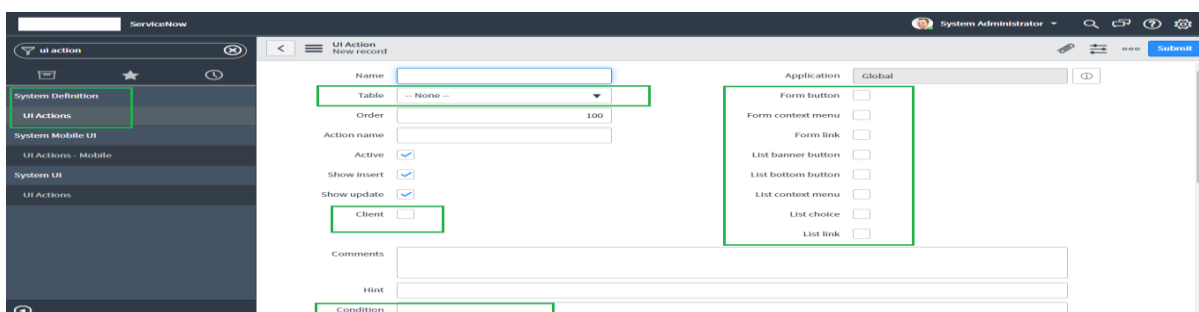 ServiceNow
System Administrator
ui action
UI Action
New record
Submit
System Definition
UI Actions
System Mobile UI
UI Actions - Mobile
System UI
UI Actions
Name
Application Global
Table -- None --
Form button
Order 100
Form context menu
Action name
Form link
Active
List banner button
Show insert
List bottom button
Show update
List context menu
Client
List choice
List link
Comments
Hint
Condition